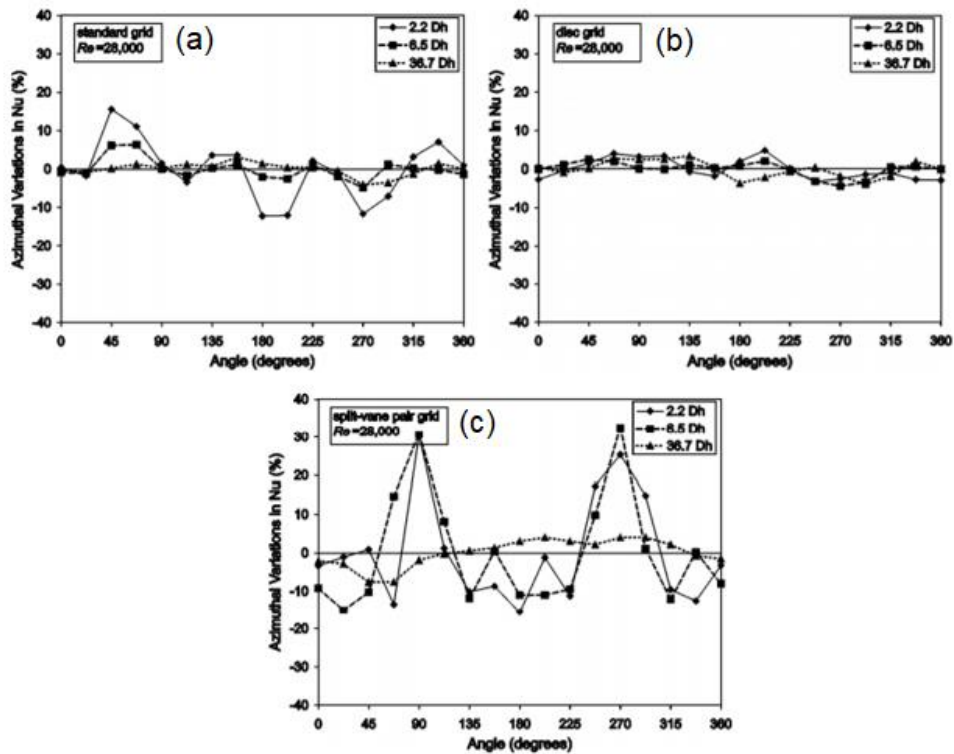 (a)
standard grid
Re=28,000
2.2 Dh
6.5 Dh
36.7 Dh
Azimuthal Variations in Nu (%)
40
30
20
10
0
-10
-20
-30
-40
0 45 90 135 180 225 270 315 360
Angle (degrees)
(b)
disc grid
Re=28,000
2.2 Dh
6.5 Dh
36.7 Dh
Azimuthal Variations in Nu (%)
40
30
20
10
0
-10
-20
-30
-40
0 45 90 135 180 225 270 315 360
Angle (degrees)
(c)
split-vane pair grid
Re=28,000
2.2 Dh
6.5 Dh
36.7 Dh
Azimuthal Variations in Nu (%)
40
30
20
10
0
-10
-20
-30
-40
0 45 90 135 180 225 270 315 360
Angle (degrees)